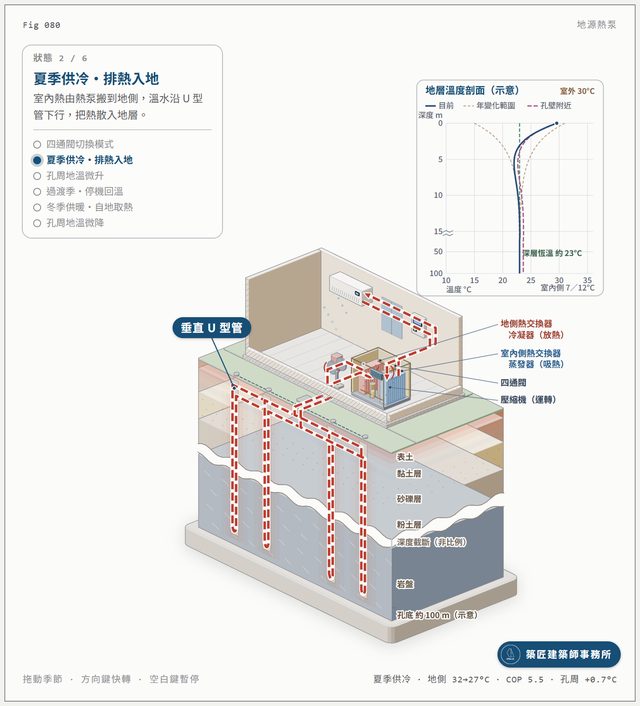 Fig 080
地源熱泵
狀態 2 / 6
夏季供冷・排熱入地
室內熱由熱泵搬到地側，溫水沿 U 型
管下行，把熱散入地層。
四通閥切換模式
夏季供冷・排熱入地
孔周地溫微升
過渡季・停機回溫
冬季供暖・自地取熱
孔周地溫微降
地層溫度剖面（示意）
室外 30°C
目前
年變化範圍
孔壁附近
深度 m
0
5
10
15
50
100
深層恒溫 約 23°C
10 15 20 25 30 35
溫度 °C
室內側 7／12°C
垂直 U 型管
地側熱交換器
冷凝器（放熱）
室內側熱交換器
蒸發器（吸熱）
四通閥
壓縮機（運轉）
表土
黏土層
砂礫層
粉土層
深度截斷（非比例）
岩盤
孔底 約 100 m（示意）
築匠建築師事務所
拖動季節 · 方向鍵快轉 · 空白鍵暫停
夏季供冷 · 地側 32→27°C · COP 5.5 · 孔周 +0.7°C